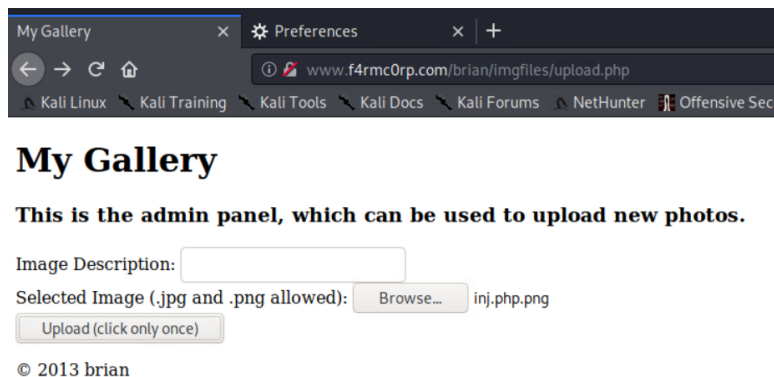 My Gallery × Preferences × +
www.f4rmc0rp.com/brian/imgfiles/upload.php
Kali Linux Kali Training Kali Tools Kali Docs Kali Forums NetHunter Offensive Sec
My Gallery
This is the admin panel, which can be used to upload new photos.
Image Description:
Selected Image (.jpg and .png allowed): Browse... inj.php.png
Upload (click only once)
© 2013 brian